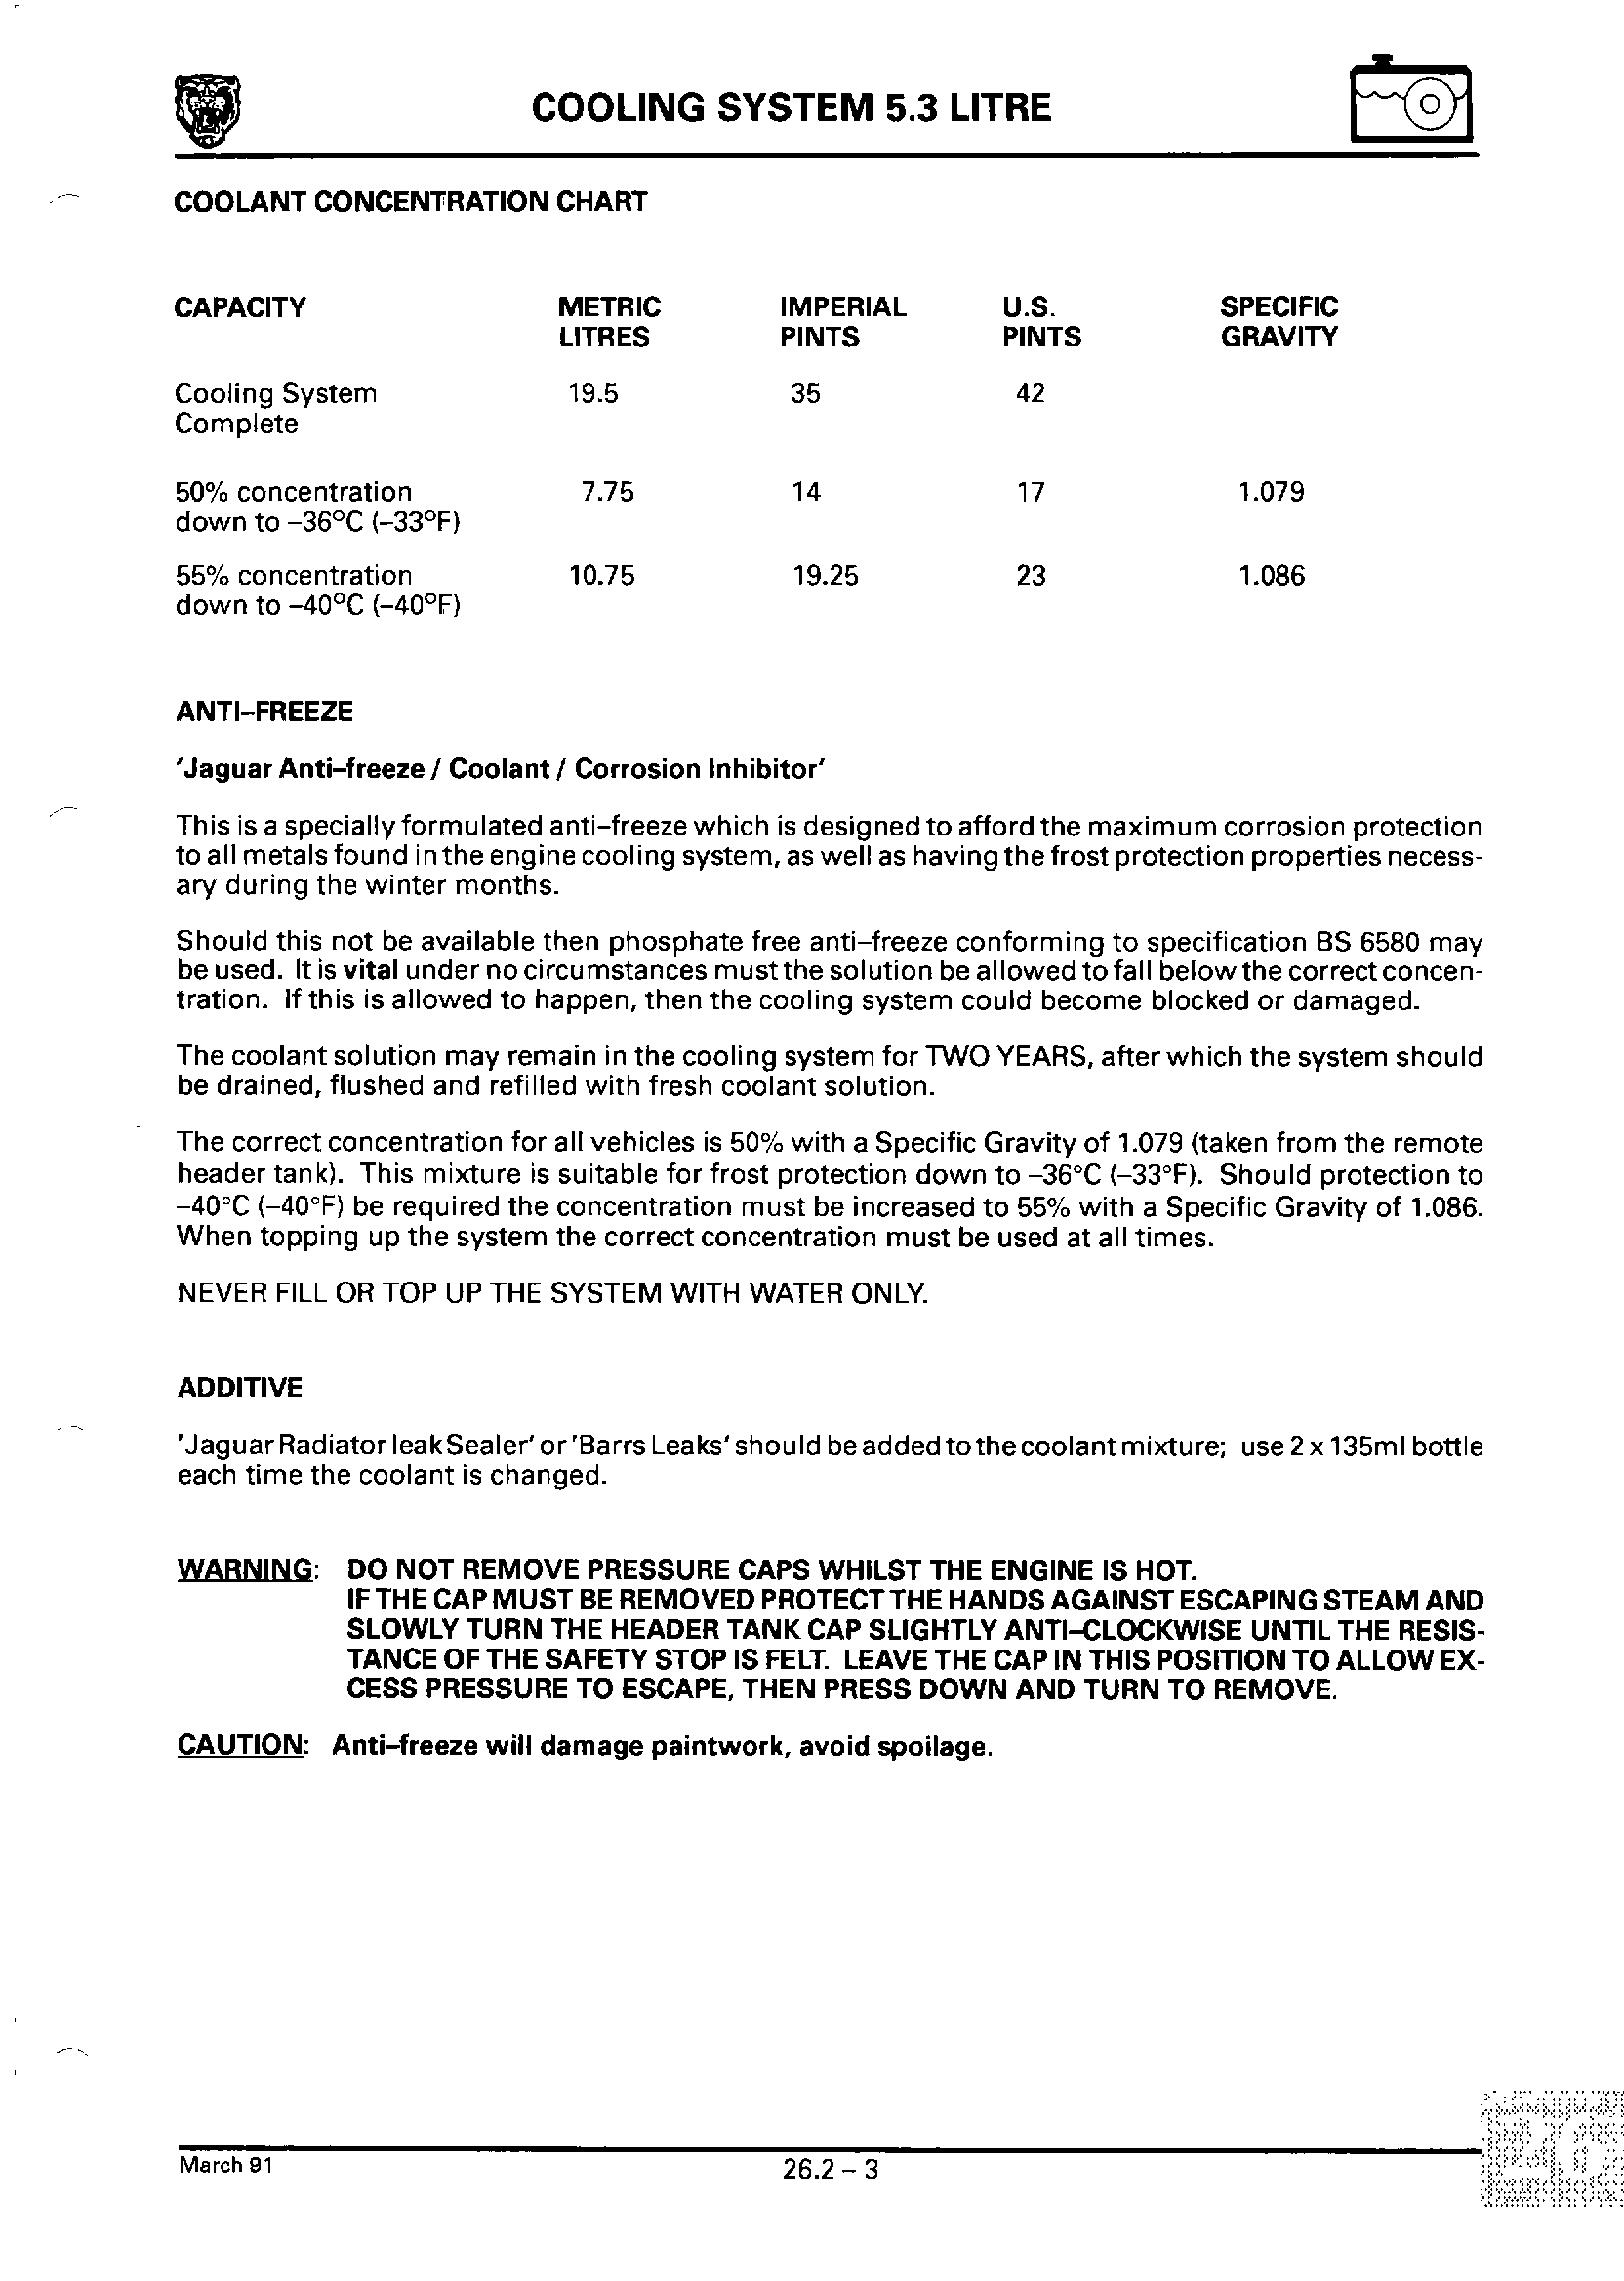 COOLING SYSTEM 5.3 LITRE
COOLANT CONCENTRATION CHART
CAPACITY METRIC LITRES IMPERIAL PINTS U.S. PINTS SPECIFIC GRAVITY
Cooling System Complete 19.5 35 42
50% concentration down to –36°C (–33°F) 7.75 14 17 1.079
55% concentration down to –40°C (–40°F) 10.75 19.25 23 1.086
ANTI–FREEZE
'Jaguar Anti–freeze / Coolant / Corrosion Inhibitor'
This is a specially formulated anti–freeze which is designed to afford the maximum corrosion protection
to all metals found in the engine cooling system, as well as having the frost protection properties necess-
ary during the winter months.
Should this not be available then phosphate free anti–freeze conforming to specification BS 6580 may
be used. It is vital under no circumstances must the solution be allowed to fall below the correct concen-
tration. If this is allowed to happen, then the cooling system could become blocked or damaged.
The coolant solution may remain in the cooling system for TWO YEARS, after which the system should
be drained, flushed and refilled with fresh coolant solution.
The correct concentration for all vehicles is 50% with a Specific Gravity of 1.079 (taken from the remote
header tank). This mixture is suitable for frost protection down to –36°C (–33°F). Should protection to
–40°C (–40°F) be required the concentration must be increased to 55% with a Specific Gravity of 1.086.
When topping up the system the correct concentration must be used at all times.
NEVER FILL OR TOP UP THE SYSTEM WITH WATER ONLY.
ADDITIVE
'Jaguar Radiator leak Sealer' or 'Barrs Leaks' should be added to the coolant mixture; use 2 x 135ml bottle
each time the coolant is changed.
WARNING: DO NOT REMOVE PRESSURE CAPS WHILST THE ENGINE IS HOT.
IF THE CAP MUST BE REMOVED PROTECT THE HANDS AGAINST ESCAPING STEAM AND
SLOWLY TURN THE HEADER TANK CAP SLIGHTLY ANTI–CLOCKWISE UNTIL THE RESIS-
TANCE OF THE SAFETY STOP IS FELT. LEAVE THE CAP IN THIS POSITION TO ALLOW EX-
CESS PRESSURE TO ESCAPE, THEN PRESS DOWN AND TURN TO REMOVE.
CAUTION: Anti–freeze will damage paintwork, avoid spoilage.
March 91
26.2 – 3